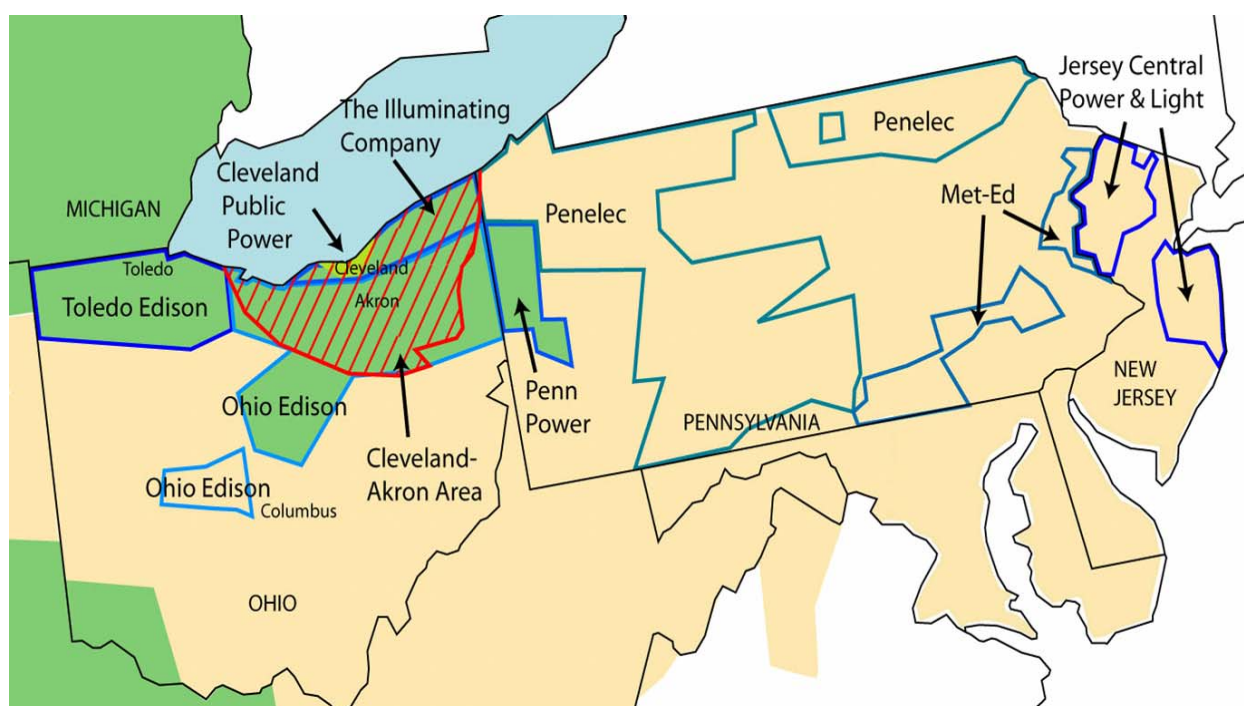 Jersey Central
Power & Light
The Illuminating
Company
Penelec
Cleveland
Public
Power
MICHIGAN
Met-Ed
Penelec
Toledo
Cleveland
Toledo Edison
Akron
NEW
JERSEY
Penn
Power
Ohio Edison
PENNSYLVANIA
Cleveland-
Akron Area
Ohio Edison
Columbus
OHIO